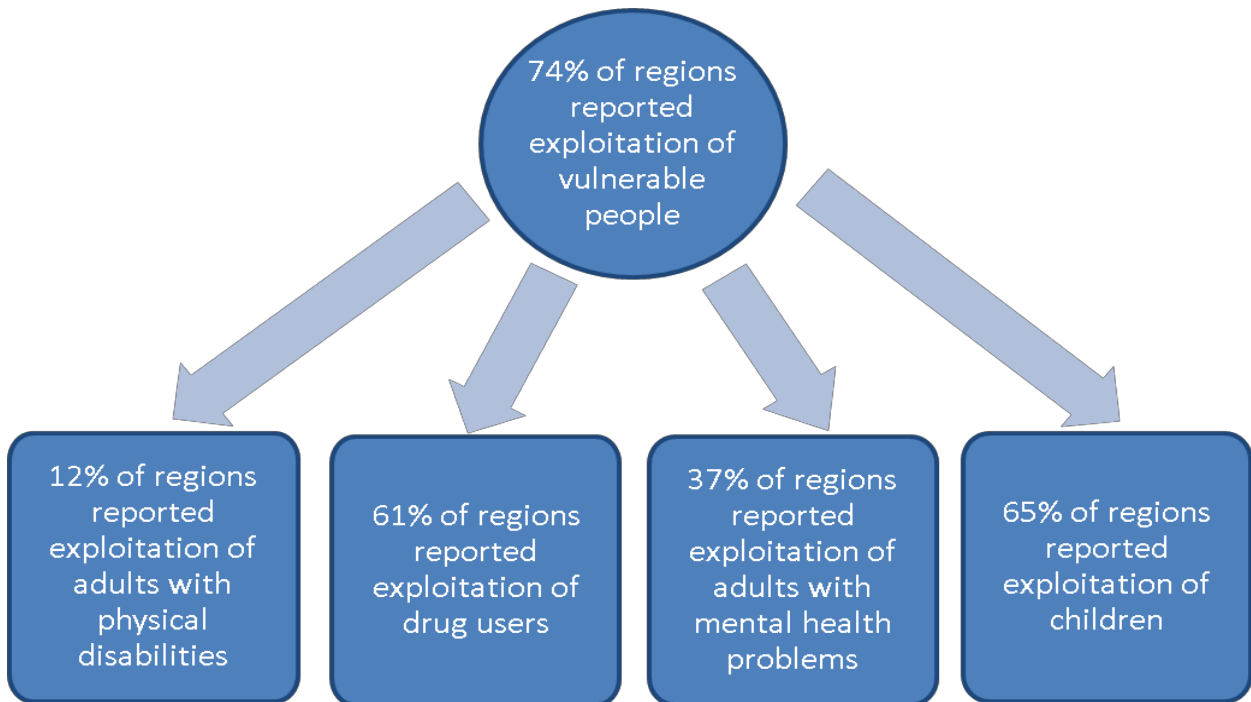 74% of regions
reported
exploitation of
vulnerable
people
12% of regions
reported
exploitation of
adults with
physical
disabilities
61% of regions
reported
exploitation of
drug users
37% of regions
reported
exploitation of
adults with
mental health
problems
65% of regions
reported
exploitation of
children